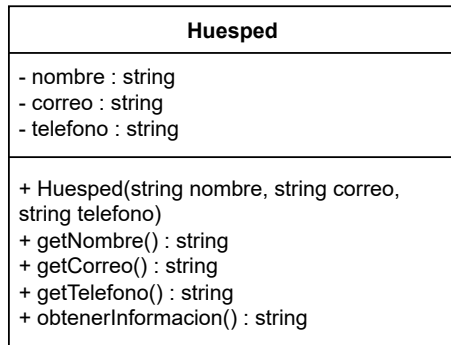 Huesped
- nombre : string
- correo : string
- telefono : string
+ Huesped(string nombre, string correo,
string telefono)
+ getNombre() : string
+ getCorreo() : string
+ getTelefono() : string
+ obtenerInformacion() : string